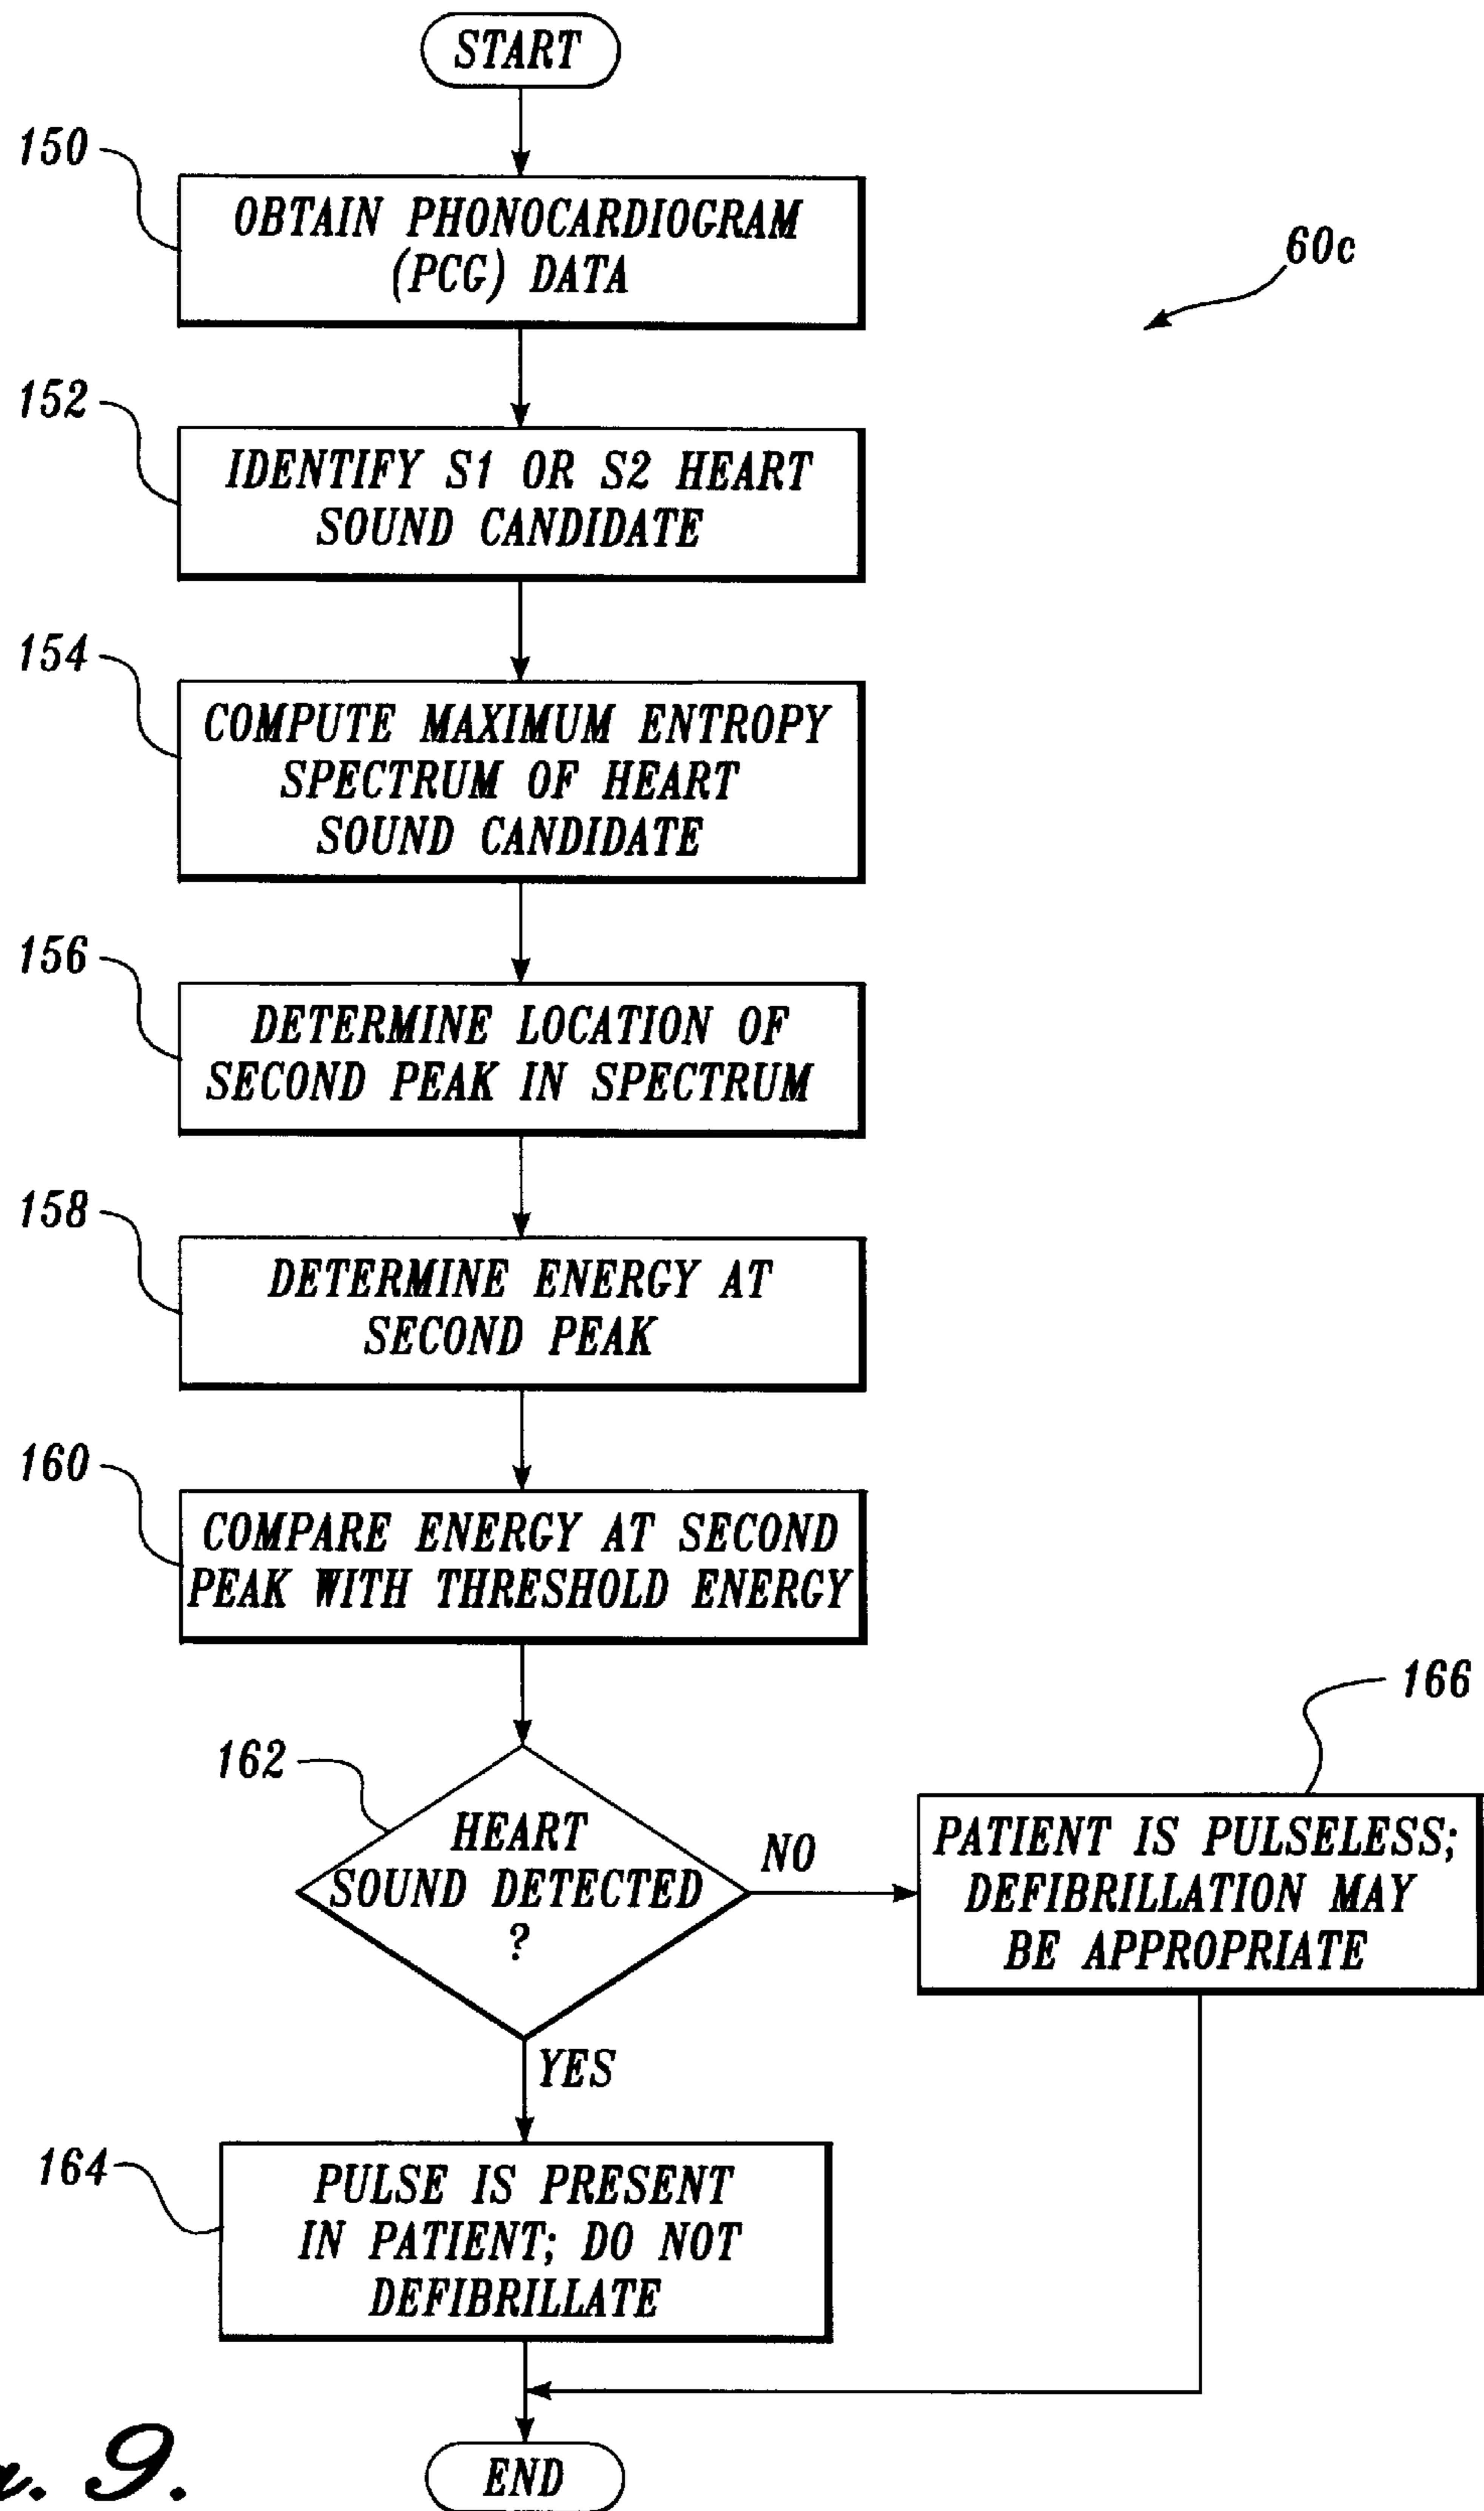 START
150
OBTAIN PHONOCARDIOGRAM
(PCG) DATA
60c
152
IDENTIFY S1 OR S2 HEART
SOUND CANDIDATE
154
COMPUTE MAXIMUM ENTROPY
SPECTRUM OF HEART
SOUND CANDIDATE
156
DETERMINE LOCATION OF
SECOND PEAK IN SPECTRUM
158
DETERMINE ENERGY AT
SECOND PEAK
160
COMPARE ENERGY AT SECOND
PEAK WITH THRESHOLD ENERGY
162
HEART
SOUND DETECTED
?
NO
166
PATIENT IS PULSELESS;
DEFIBRILLATION MAY
BE APPROPRIATE
YES
164
PULSE IS PRESENT
IN PATIENT; DO NOT
DEFIBRILLATE
END
9.